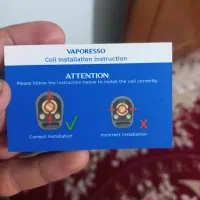 VAPORESSO
Coil Installation Instruction
ATTENTION
Please follow the instruction below to install the coil correctly.
Correct Installation
Incorrect Installation